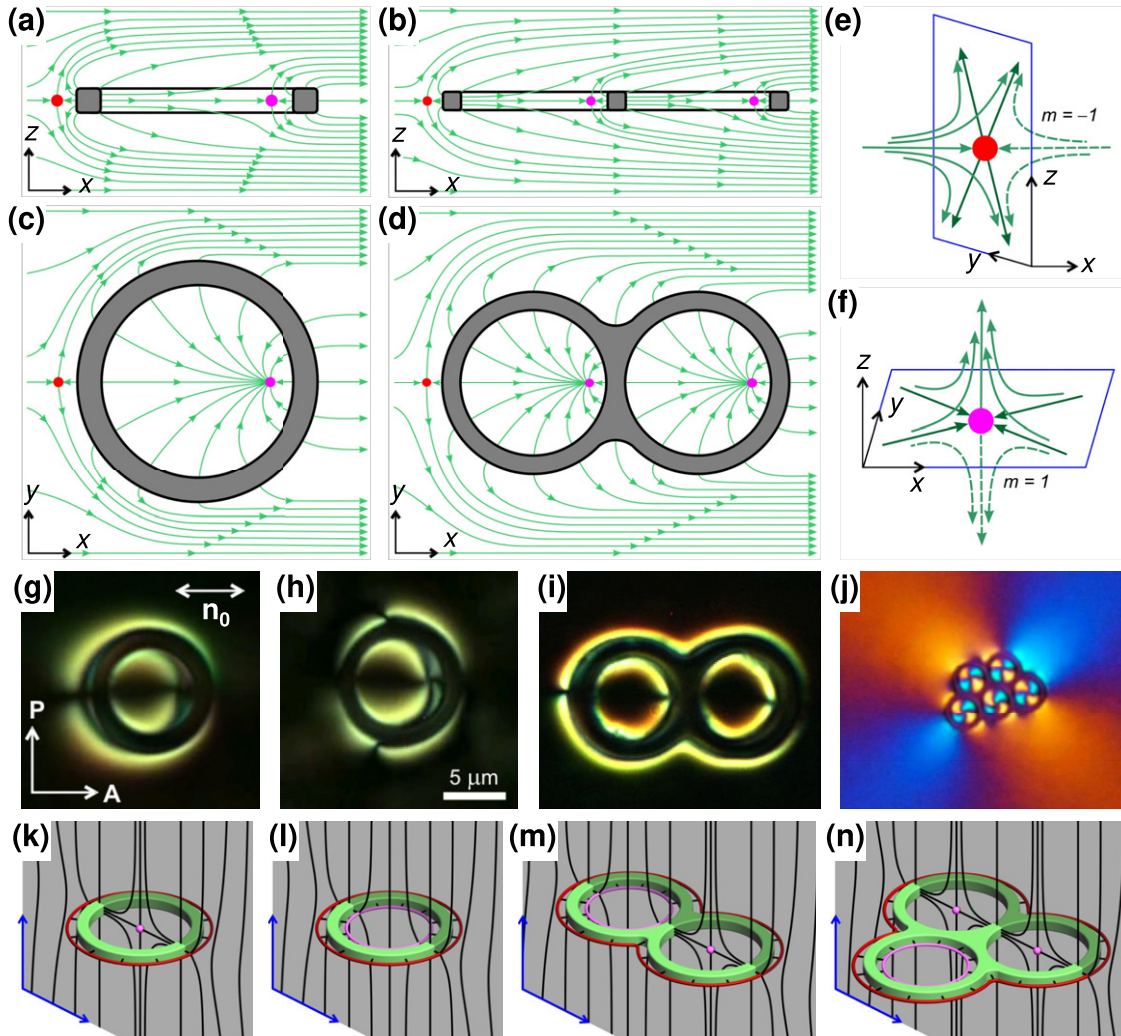 (a)
z
x
(b)
z
x
(e)
m = −1
z
y
x
(c)
y
x
(d)
y
x
(f)
z
y
x
m = 1
(g)
n₀
P
A
(h)
5 μm
(i)
(j)
(k)
(l)
(m)
(n)